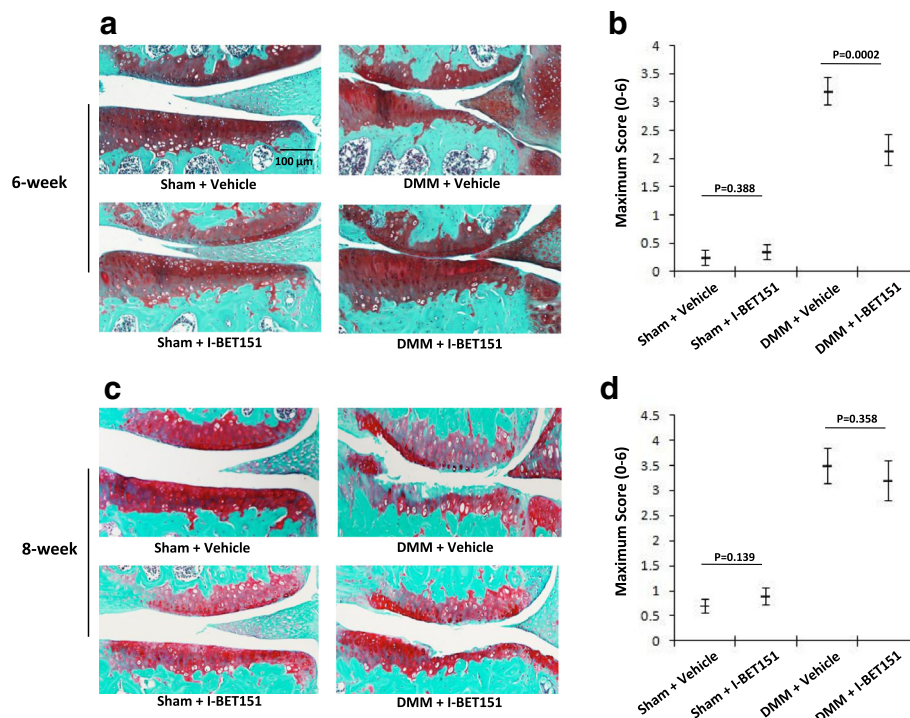 a
6-week
100 µm
Sham + Vehicle
DMM + Vehicle
Sham + I-BET151
DMM + I-BET151
b
Maximum Score (0-6)
4
3.5
3
2.5
2
1.5
1
0.5
0
P=0.388
P=0.0002
Sham + Vehicle
Sham + I-BET151
DMM + Vehicle
DMM + I-BET151
c
8-week
Sham + Vehicle
DMM + Vehicle
Sham + I-BET151
DMM + I-BET151
d
Maximum Score (0-6)
4.5
4
3.5
3
2.5
2
1.5
1
0.5
0
P=0.139
P=0.358
Sham + Vehicle
Sham + I-BET151
DMM + Vehicle
DMM + I-BET151